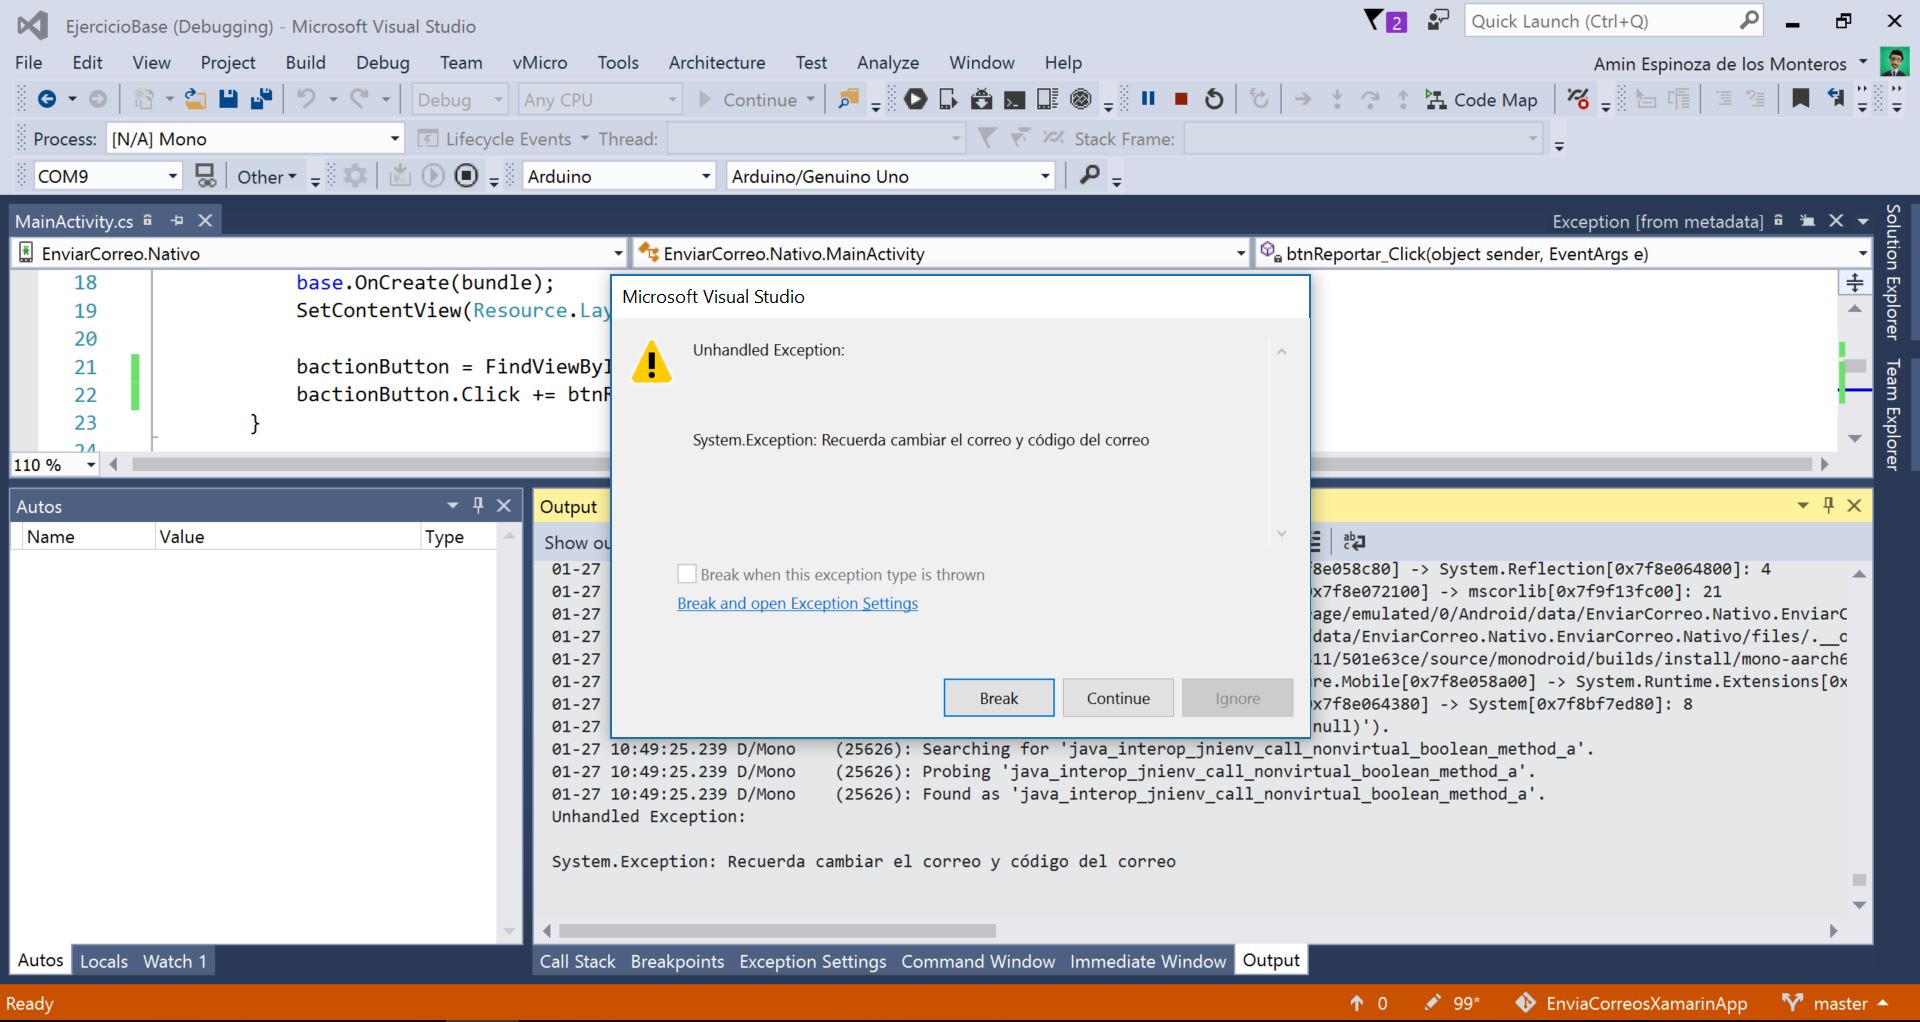 EjercicioBase (Debugging) - Microsoft Visual Studio
2
Quick Launch (Ctrl+Q)
File Edit View Project Build Debug Team vMicro Tools Architecture Test Analyze Window Help
Amin Espinoza de los Monteros
Debug Any CPU Continue Code Map
Process: [N/A] Mono Lifecycle Events Thread: Stack Frame:
COM9 Other Arduino Arduino/Genuino Uno
MainActivity.cs
Exception [from metadata]
EnviarCorreo.Nativo EnviarCorreo.Nativo.MainActivity btnReportar_Click(object sender, EventArgs e)
18 base.OnCreate(bundle);
19 SetContentView(Resource.Lay
20
21 bactionButton = FindViewByI
22 bactionButton.Click += btnR
23 }
24
110 %
Solution Explorer
Team Explorer
Microsoft Visual Studio
Unhandled Exception:
System.Exception: Recuerda cambiar el correo y código del correo
Break when this exception type is thrown
Break and open Exception Settings
Break Continue Ignore
Autos
Name Value Type
Autos Locals Watch 1
Output
Show ou
01-27 f8e058c80] -> System.Reflection[0x7f8e064800]: 4
01-27 x7f8e072100] -> mscorlib[0x7f9f13fc00]: 21
01-27 age/emulated/0/Android/data/EnviarCorreo.Nativo.EnviarC
01-27 data/EnviarCorreo.Nativo.EnviarCorreo.Nativo/files/.__o
01-27 11/501e63ce/source/monodroid/builds/install/mono-aarch6
01-27 re.Mobile[0x7f8e058a00] -> System.Runtime.Extensions[0x
01-27 x7f8e064380] -> System[0x7f8bf7ed80]: 8
01-27 null)').
01-27 10:49:25.239 D/Mono (25626): Searching for 'java_interop_jnienv_call_nonvirtual_boolean_method_a'.
01-27 10:49:25.239 D/Mono (25626): Probing 'java_interop_jnienv_call_nonvirtual_boolean_method_a'.
01-27 10:49:25.239 D/Mono (25626): Found as 'java_interop_jnienv_call_nonvirtual_boolean_method_a'.
Unhandled Exception:
System.Exception: Recuerda cambiar el correo y código del correo
Call Stack Breakpoints Exception Settings Command Window Immediate Window Output
Ready
0 99* EnviaCorreosXamarinApp master